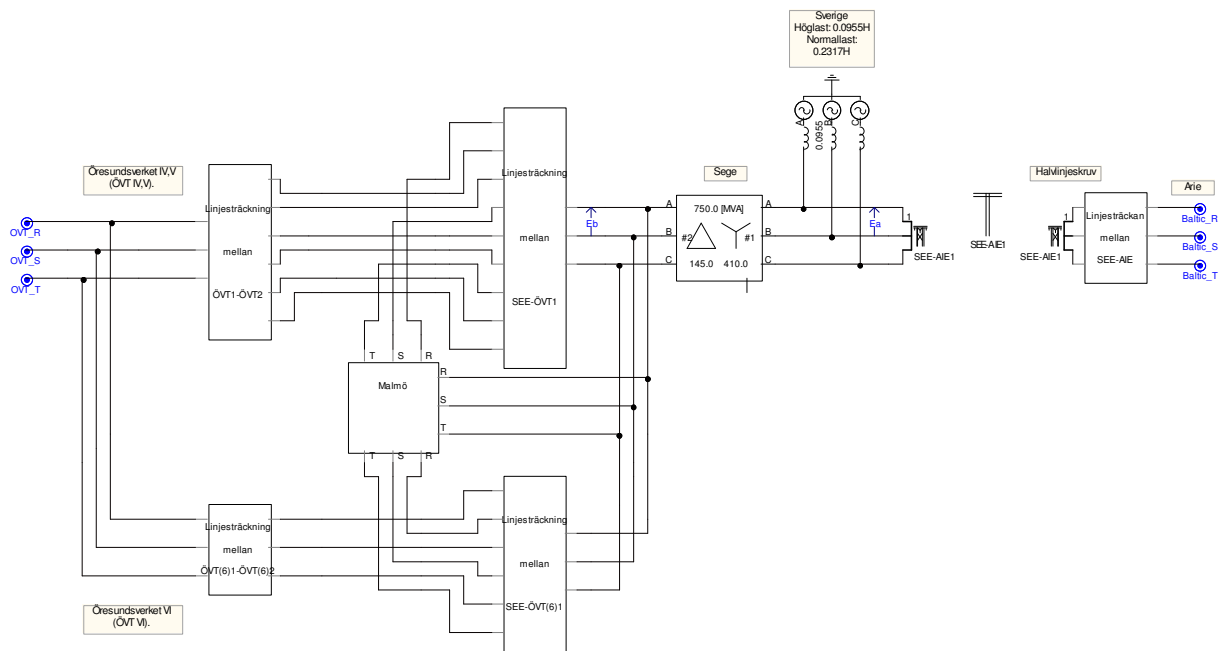 Sverige
Höglast: 0.0955H
Normallast:
0.2317H
A
B
C
0.0955
Öresundsverket IV,V
(ÖVT IV,V).
Linjesträckning
mellan
ÖVT1-ÖVT2
Linjesträckning
mellan
SEE-ÖVT1
Sege
A
B
C
750.0 [MVA]
#2
#1
145.0
410.0
A
B
C
Eb
Ea
1
SEE-AIE1
SEE-AIE1
Halvlinjeskruv
1
SEE-AIE1
Linjesträckan
mellan
SEE-AIE
Arie
Baltic_R
Baltic_S
Baltic_T
OVT_R
OVT_S
OVT_T
T
S
R
Malmö
R
S
T
T
S
R
Linjesträckning
mellan
ÖVT(6)1-ÖVT(6)2
Linjesträckning
mellan
SEE-ÖVT(6)1
Öresundsverket VI
(ÖVT VI).